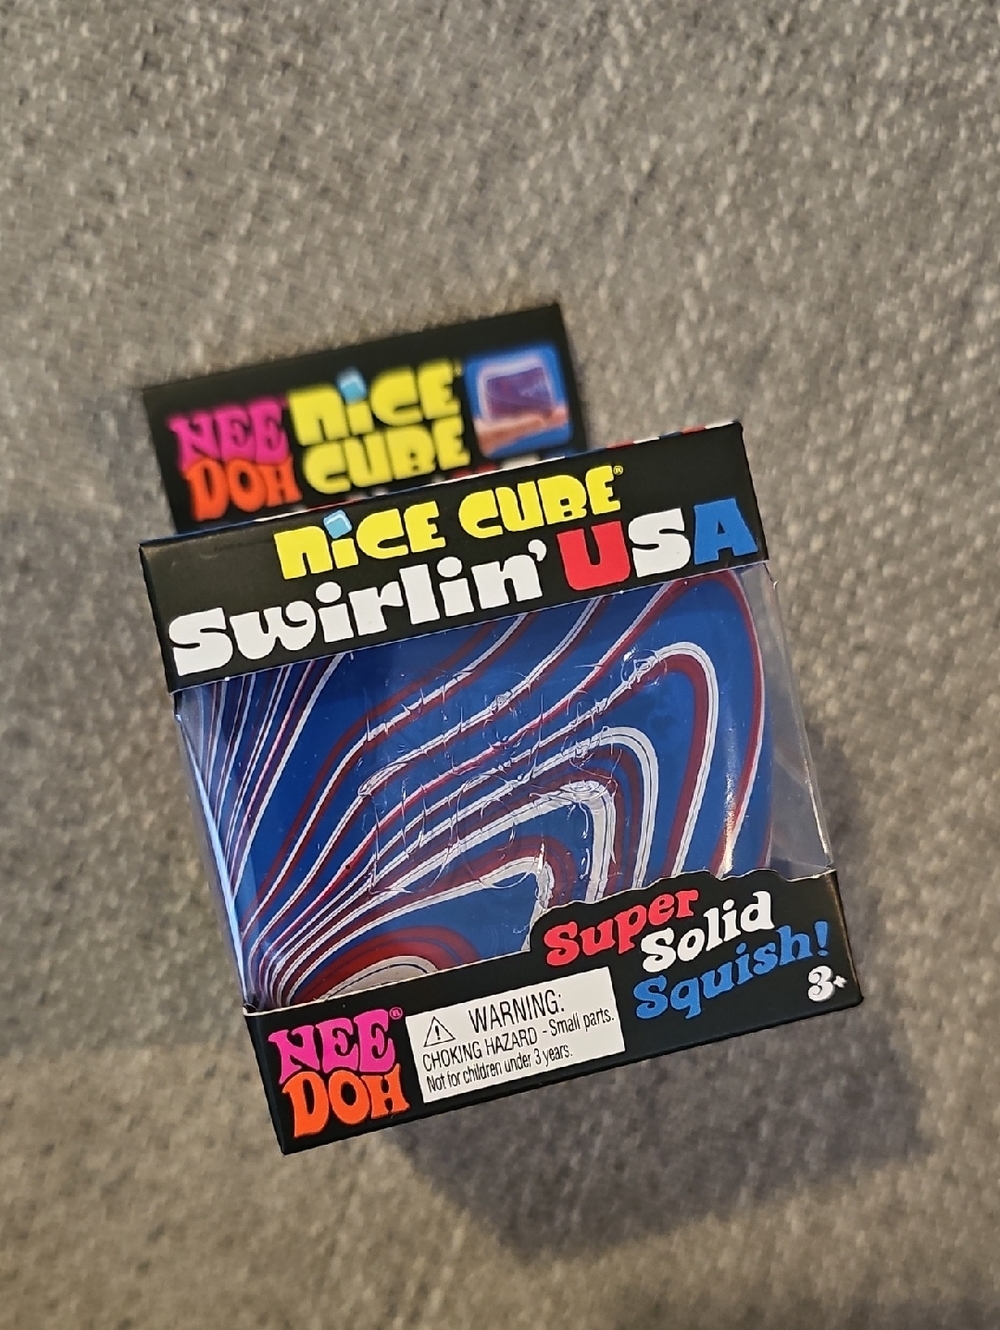 NEE
DOH
NiCE
CUBE
NiCE CUBE®
Swirlin' USA
Super
Solid
Squish!
3+
NEE®
DOH
WARNING:
CHOKING HAZARD - Small parts.
Not for children under 3 years.